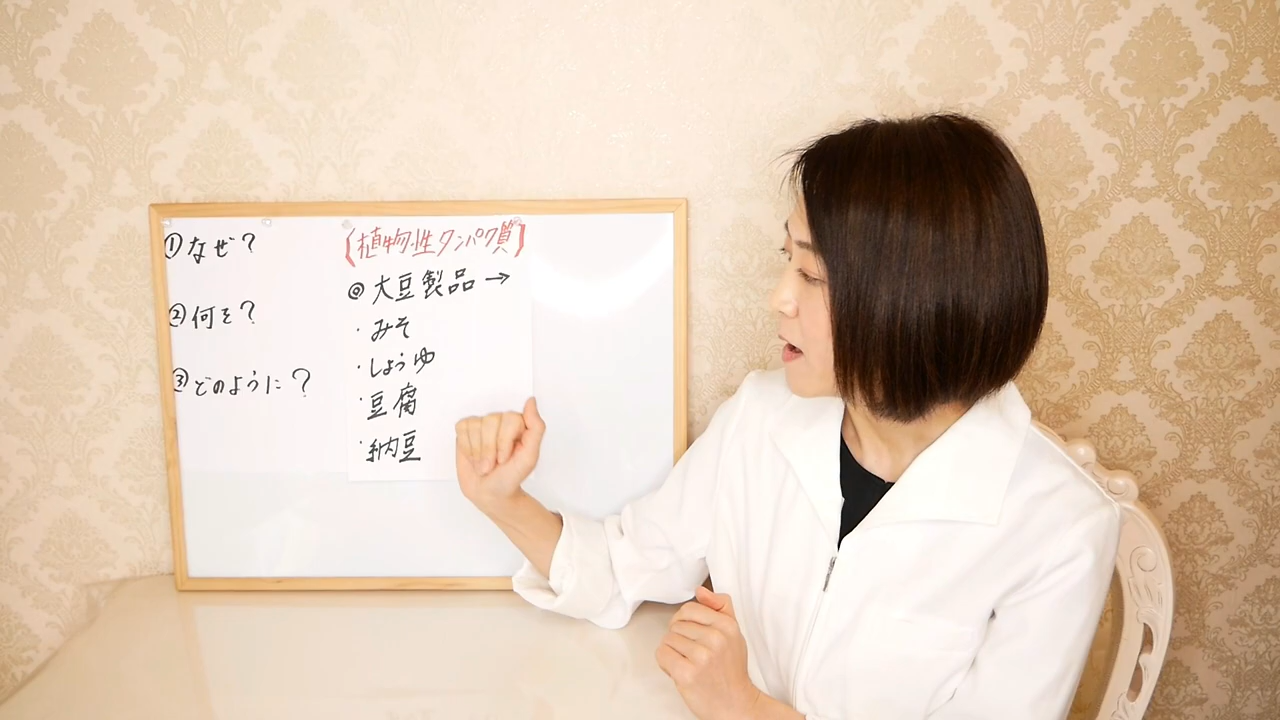 ①なぜ？
②何を？
③どのように？
〔植物性タンパク質〕
◎大豆製品→
・みそ
・しょうゆ
・豆腐
・納豆